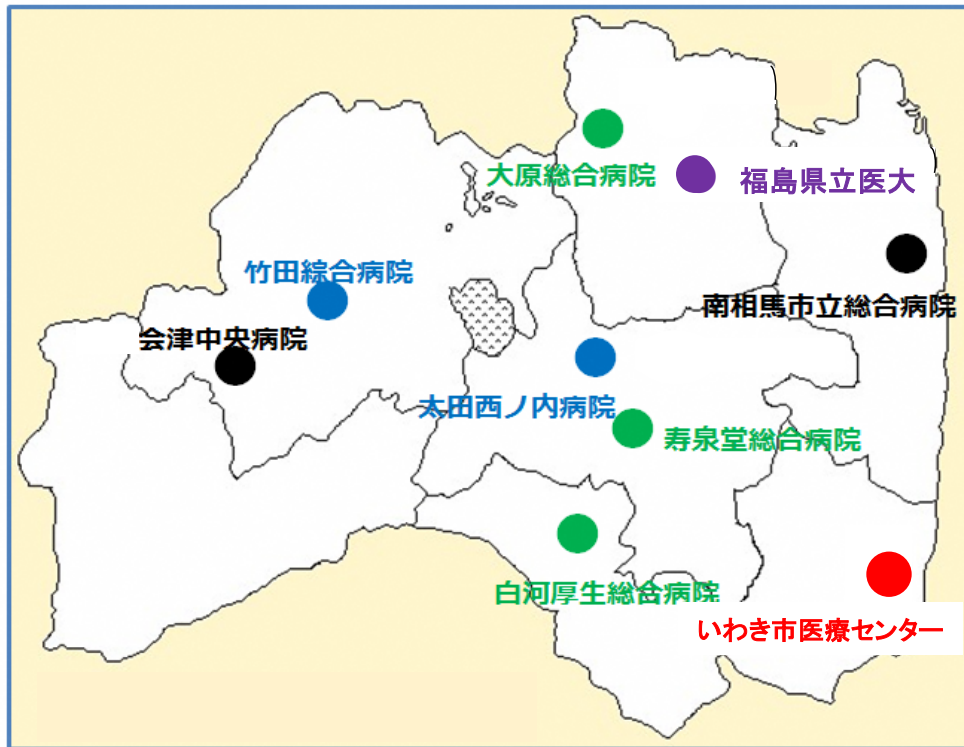 大原総合病院
福島県立医大
竹田綜合病院
南相馬市立総合病院
会津中央病院
太田西ノ内病院
寿泉堂総合病院
白河厚生総合病院
いわき市医療センター